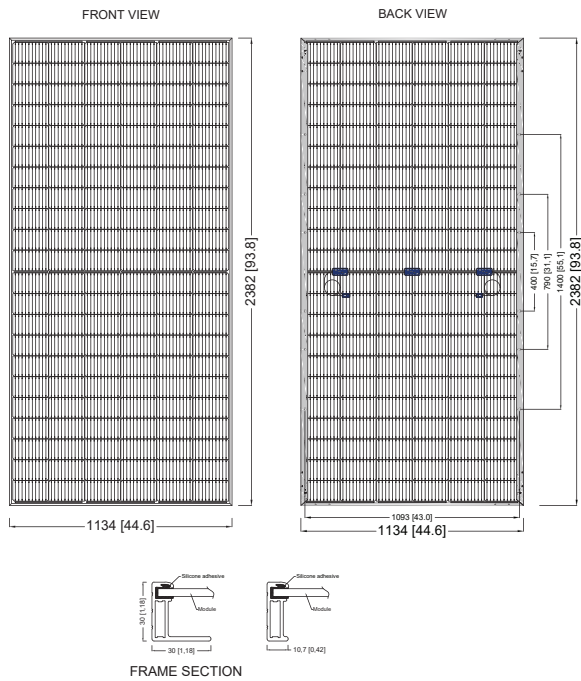 FRONT VIEW
BACK VIEW
2382 [93.8]
400 [15,7]
790 [31,1]
1400 [55,1]
2382 [93.8]
1134 [44.6]
1093 [43.0]
1134 [44.6]
Silicone adhesive
Module
30 [1,18]
30 [1,18]
Silicone adhesive
Module
10,7 [0,42]
FRAME SECTION